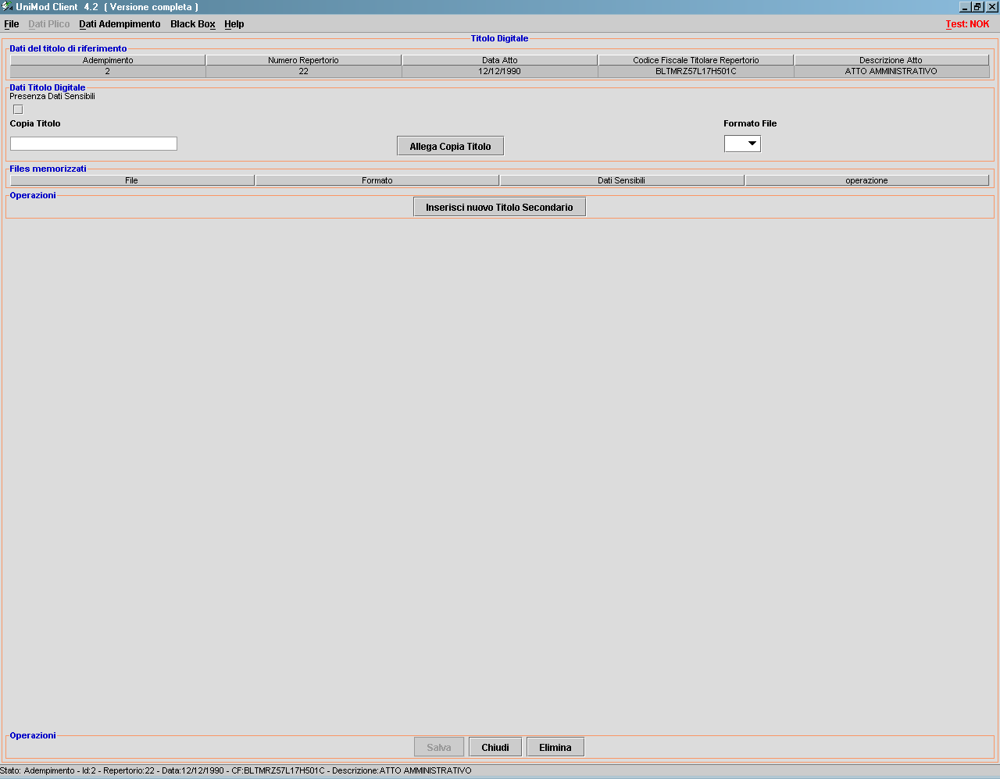 UniMod Client 4.2 ( Versione completa )
File Dati Plico Dati Adempimento Black Box Help Test: NOK
Titolo Digitale
Dati del titolo di riferimento
Adempimento Numero Repertorio Data Atto Codice Fiscale Titolare Repertorio Descrizione Atto
2 22 12/12/1990 BLTMRZ57L17H501C ATTO AMMINISTRATIVO
Dati Titolo Digitale
Presenza Dati Sensibili
Copia Titolo Formato File
Allega Copia Titolo
Files memorizzati
File Formato Dati Sensibili operazione
Operazioni
Inserisci nuovo Titolo Secondario
Operazioni
Salva Chiudi Elimina
Stato: Adempimento - Id:2 - Repertorio:22 - Data:12/12/1990 - CF:BLTMRZ57L17H501C - Descrizione:ATTO AMMINISTRATIVO